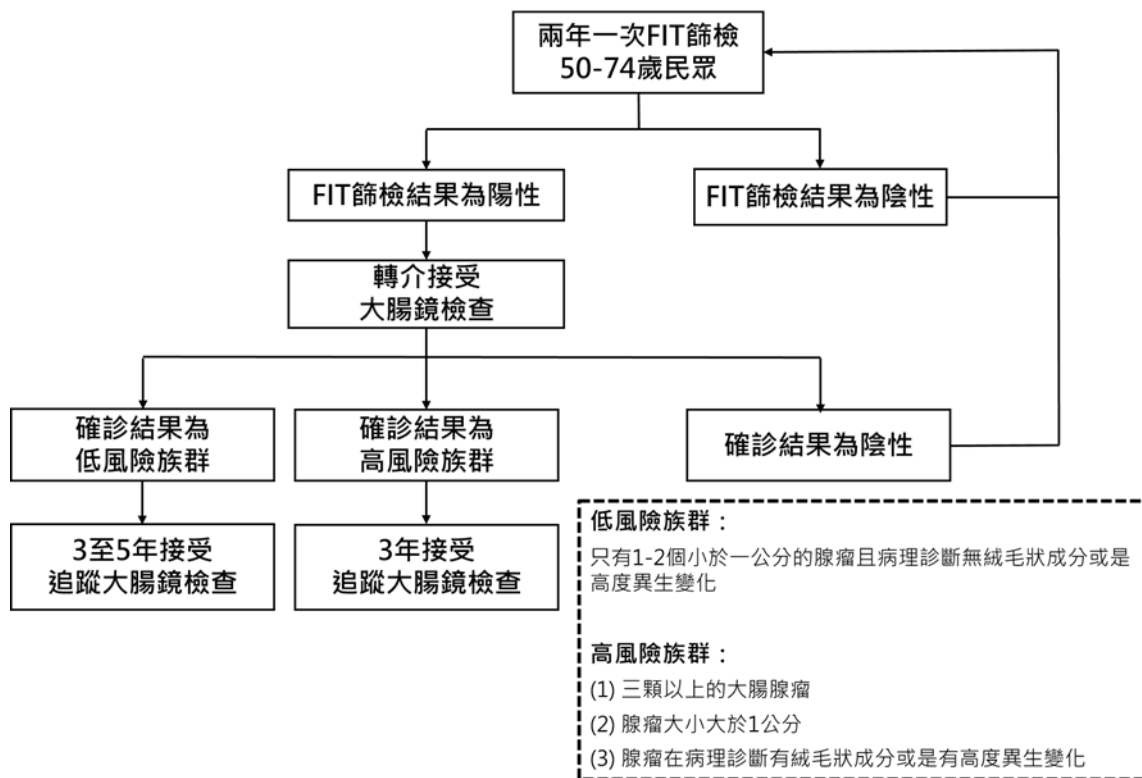 兩年一次FIT篩檢
50-74歲民眾
FIT篩檢結果為陽性
FIT篩檢結果為陰性
轉介接受
大腸鏡檢查
確診結果為
低風險族群
確診結果為
高風險族群
確診結果為陰性
3至5年接受
追蹤大腸鏡檢查
3年接受
追蹤大腸鏡檢查
低風險族群：
只有1-2個小於一公分的腺瘤且病理診斷無絨毛狀成分或是
高度異生變化
高風險族群：
(1) 三顆以上的大腸腺瘤
(2) 腺瘤大小大於1公分
(3) 腺瘤在病理診斷有絨毛狀成分或是有高度異生變化